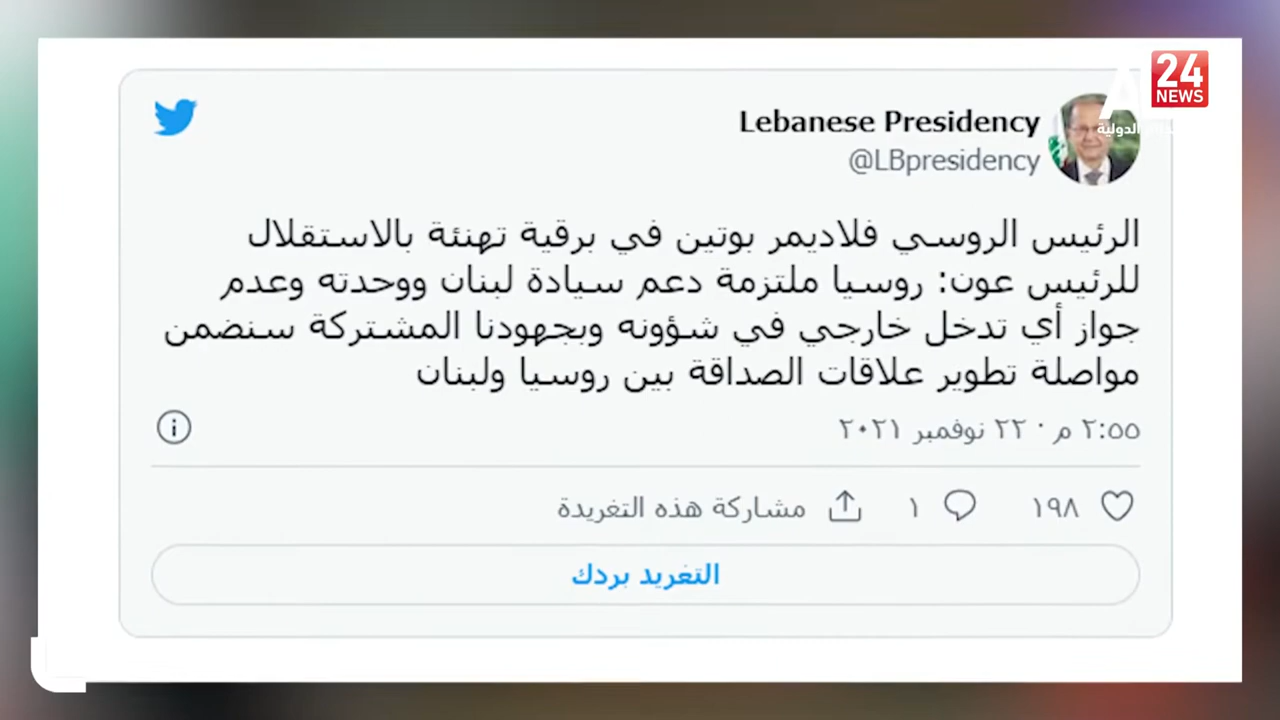 24
NEWS
Lebanese Presidency
@LBpresidency
الرئيس الروسي فلاديمر بوتين في برقية تهنئة بالاستقلال
للرئيس عون: روسيا ملتزمة دعم سيادة لبنان ووحدته وعدم
جواز أي تدخل خارجي في شؤونه وبجهودنا المشتركة سنضمن
مواصلة تطوير علاقات الصداقة بين روسيا ولبنان
٢:٥٥ م · ٢٢ نوفمبر ٢٠٢١
١٩٨ ١ مشاركة هذه التغريدة
التغريد بردك